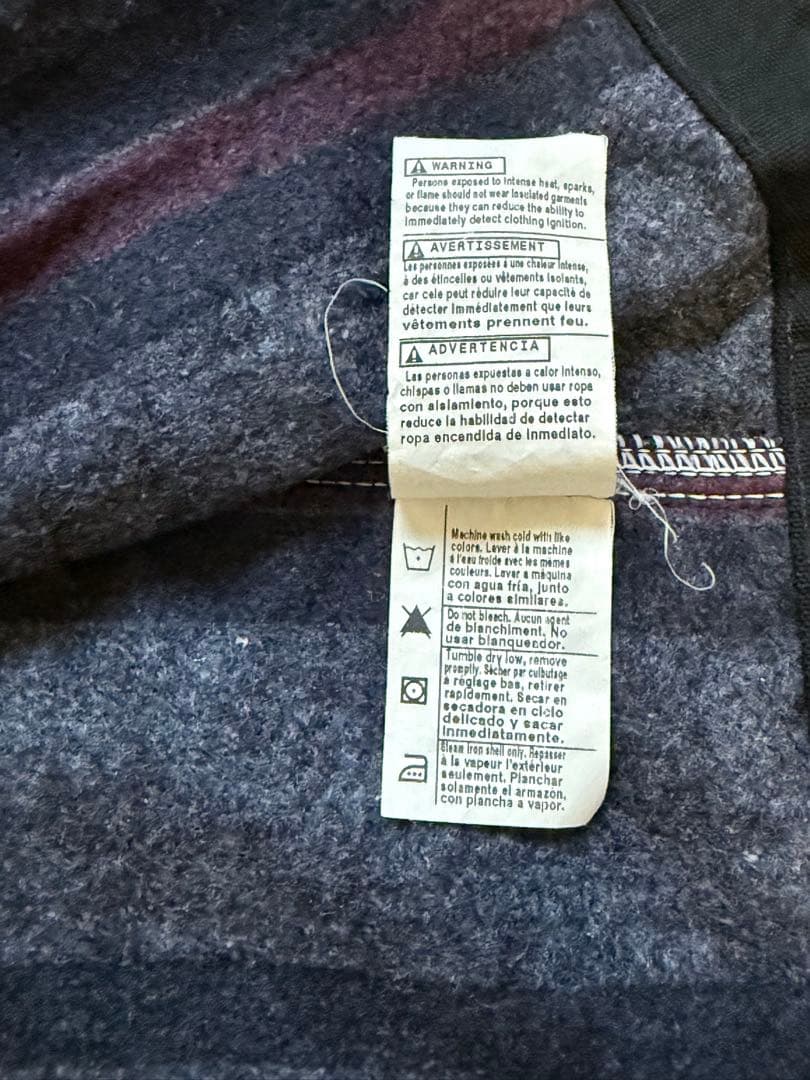 ⚠ WARNING
Persons exposed to intense heat, sparks,
or flame should not wear insulated garments
because they can reduce the ability to
immediately detect clothing ignition.
⚠ AVERTISSEMENT
Les personnes exposées à une chaleur intense,
à des étincelles ou vêtements isolants,
car cele peut réduire leur capacité de
détecter immédiatement que leurs
vêtements prennent feu.
⚠ ADVERTENCIA
Las personas expuestas a calor intenso,
chispas o llamas no deben usar ropa
con aislamiento, porque esto
reduce la habilidad de detectar
ropa encendida de inmediato.
Machine wash cold with like
colors. Laver à la machine
à l'eau froide avec les mêmes
couleurs. Lavar a máquina
con agua fría, junto
a colores similares.
Do not bleach. Aucun agent
de blanchiment. No
usar blanqueador.
Tumble dry low, remove
promptly. Sécher par culbutage
à réglage bas, retirer
rapidement. Secar en
secadora en ciclo
delicado y sacar
inmediatamente.
Steam iron shell only. Repasser
à la vapeur l'extérieur
seulement. Planchar
solamente el armazón,
con plancha a vapor.